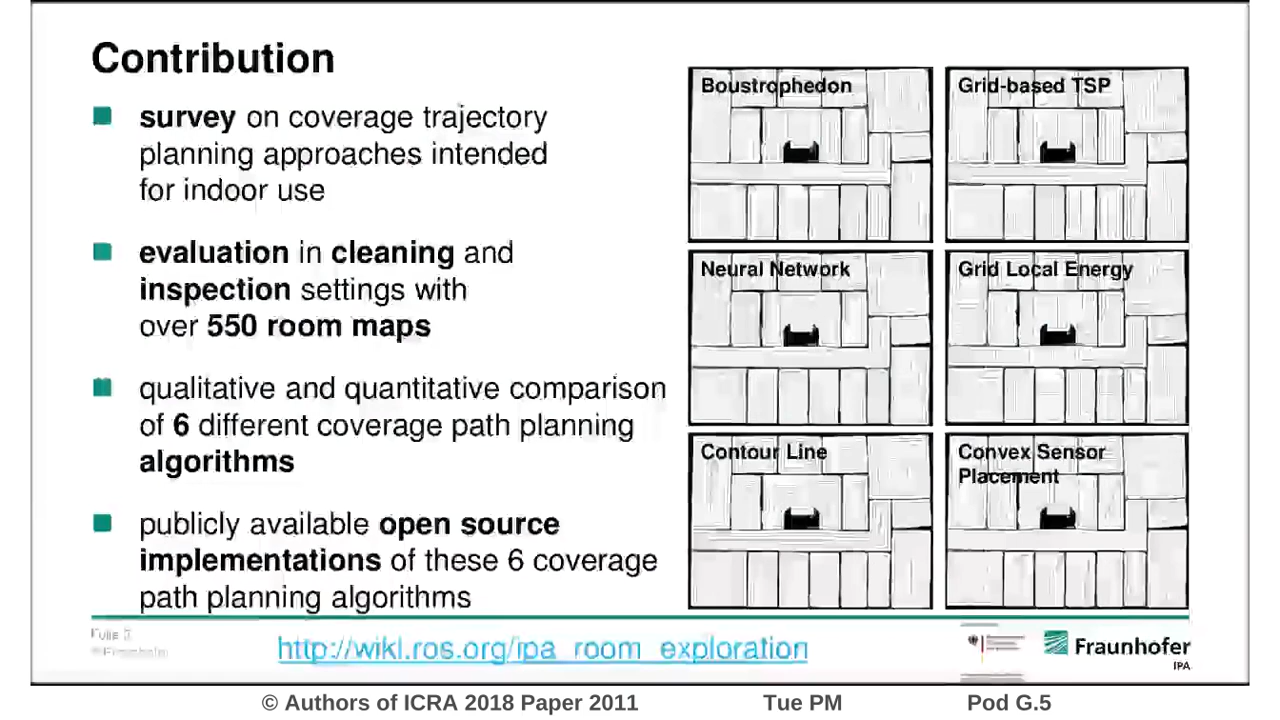 Contribution
survey on coverage trajectory
planning approaches intended
for indoor use
evaluation in cleaning and
inspection settings with
over 550 room maps
qualitative and quantitative comparison
of 6 different coverage path planning
algorithms
publicly available open source
implementations of these 6 coverage
path planning algorithms
Boustrophedon
Grid-based TSP
Neural Network
Grid Local Energy
Contour Line
Convex Sensor
Placement
http://wiki.ros.org/ipa_room_exploration
© Fraunhofer
Fraunhofer
IPA
© Authors of ICRA 2018 Paper 2011
Tue PM
Pod G.5